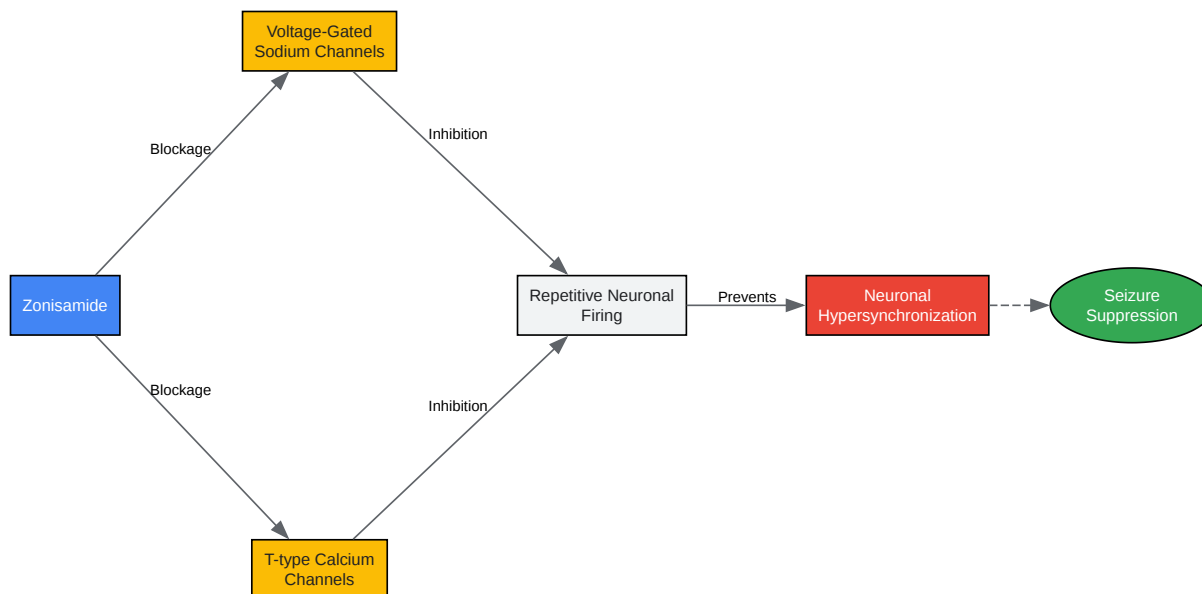 Voltage-Gated
Sodium Channels
Blockage
Inhibition
Zonisamide
Repetitive Neuronal
Firing
Prevents
Neuronal
Hypersynchronization
Seizure
Suppression
Blockage
Inhibition
T-type Calcium
Channels